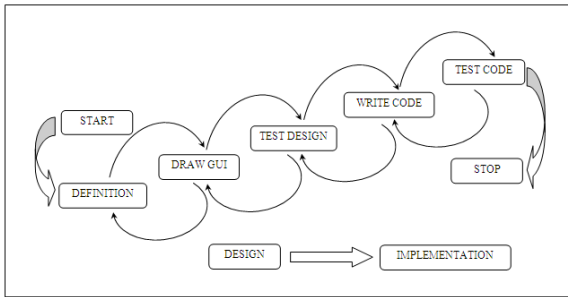 START
DEFINITION
DRAW GUI
TEST DESIGN
WRITE CODE
TEST CODE
STOP
DESIGN
IMPLEMENTATION